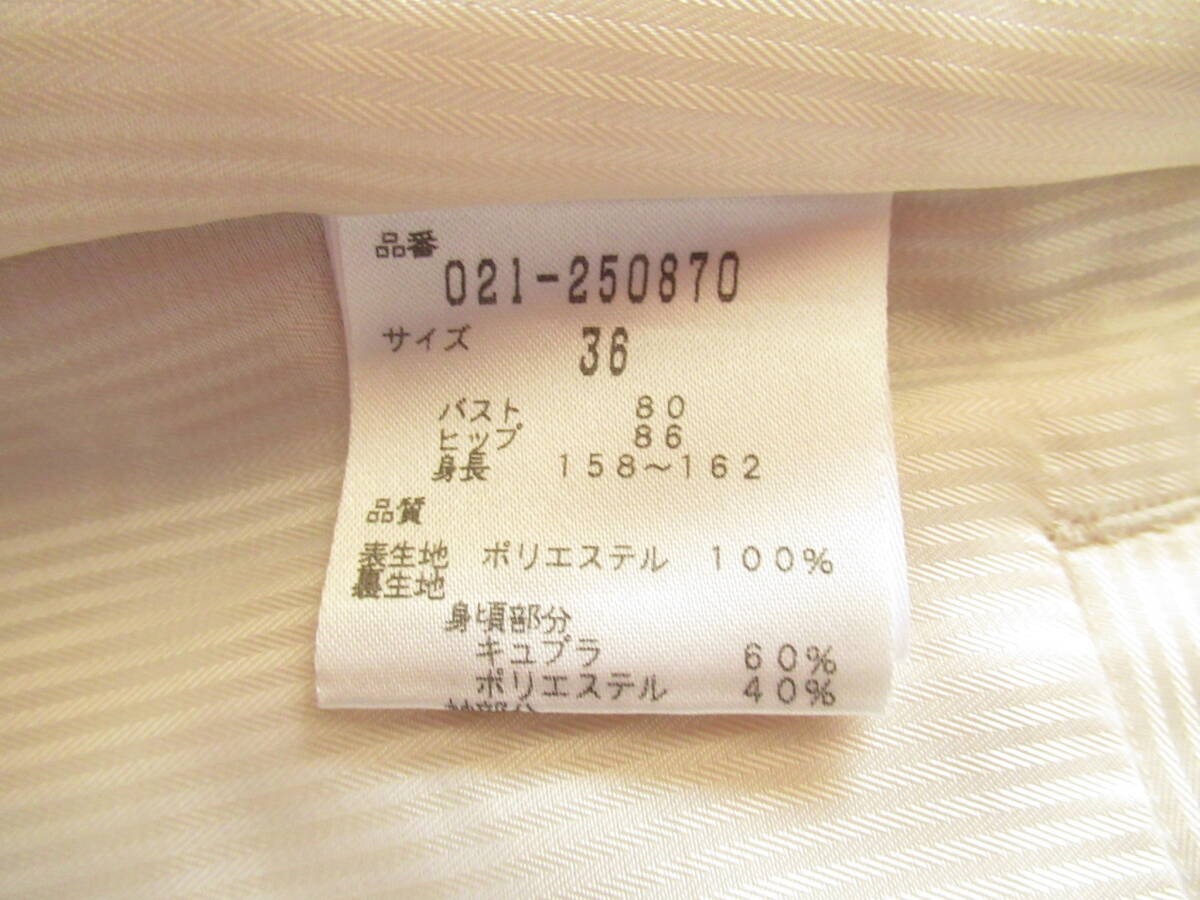 品番
021-250870
サイズ 36
バスト 80
ヒップ 86
身長 158～162
品質
表生地 ポリエステル 100%
裏生地
身頃部分
キュプラ 60%
ポリエステル 40%